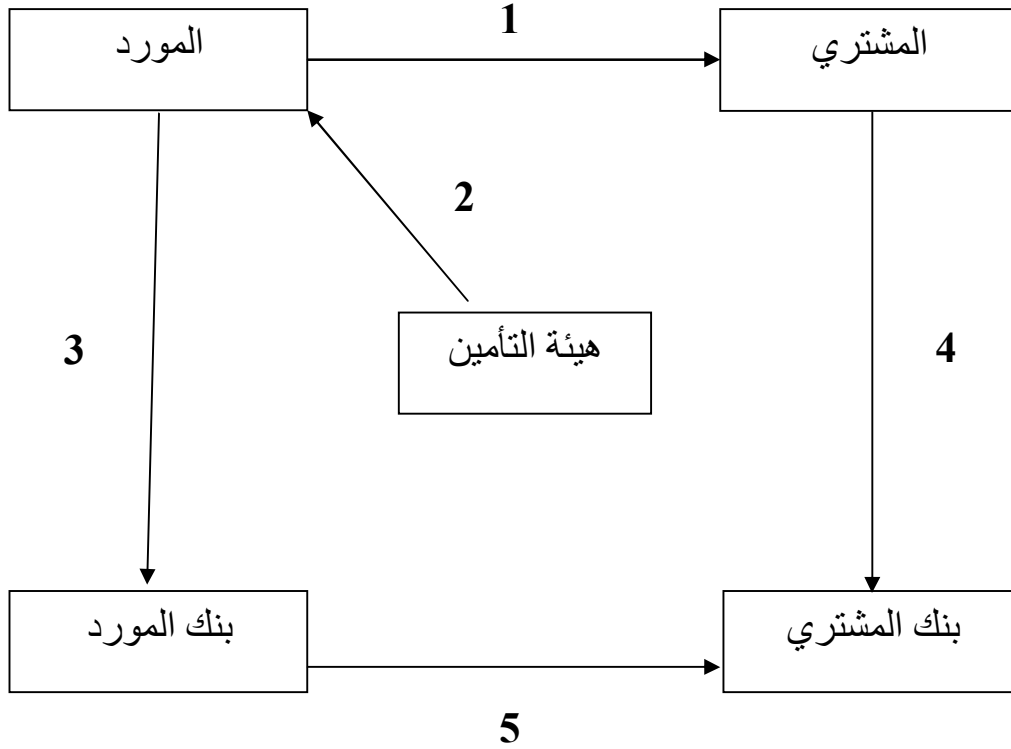 1
المشتري
المورد
2
هيئة التأمين
3
4
بنك المورد
بنك المشتري
5